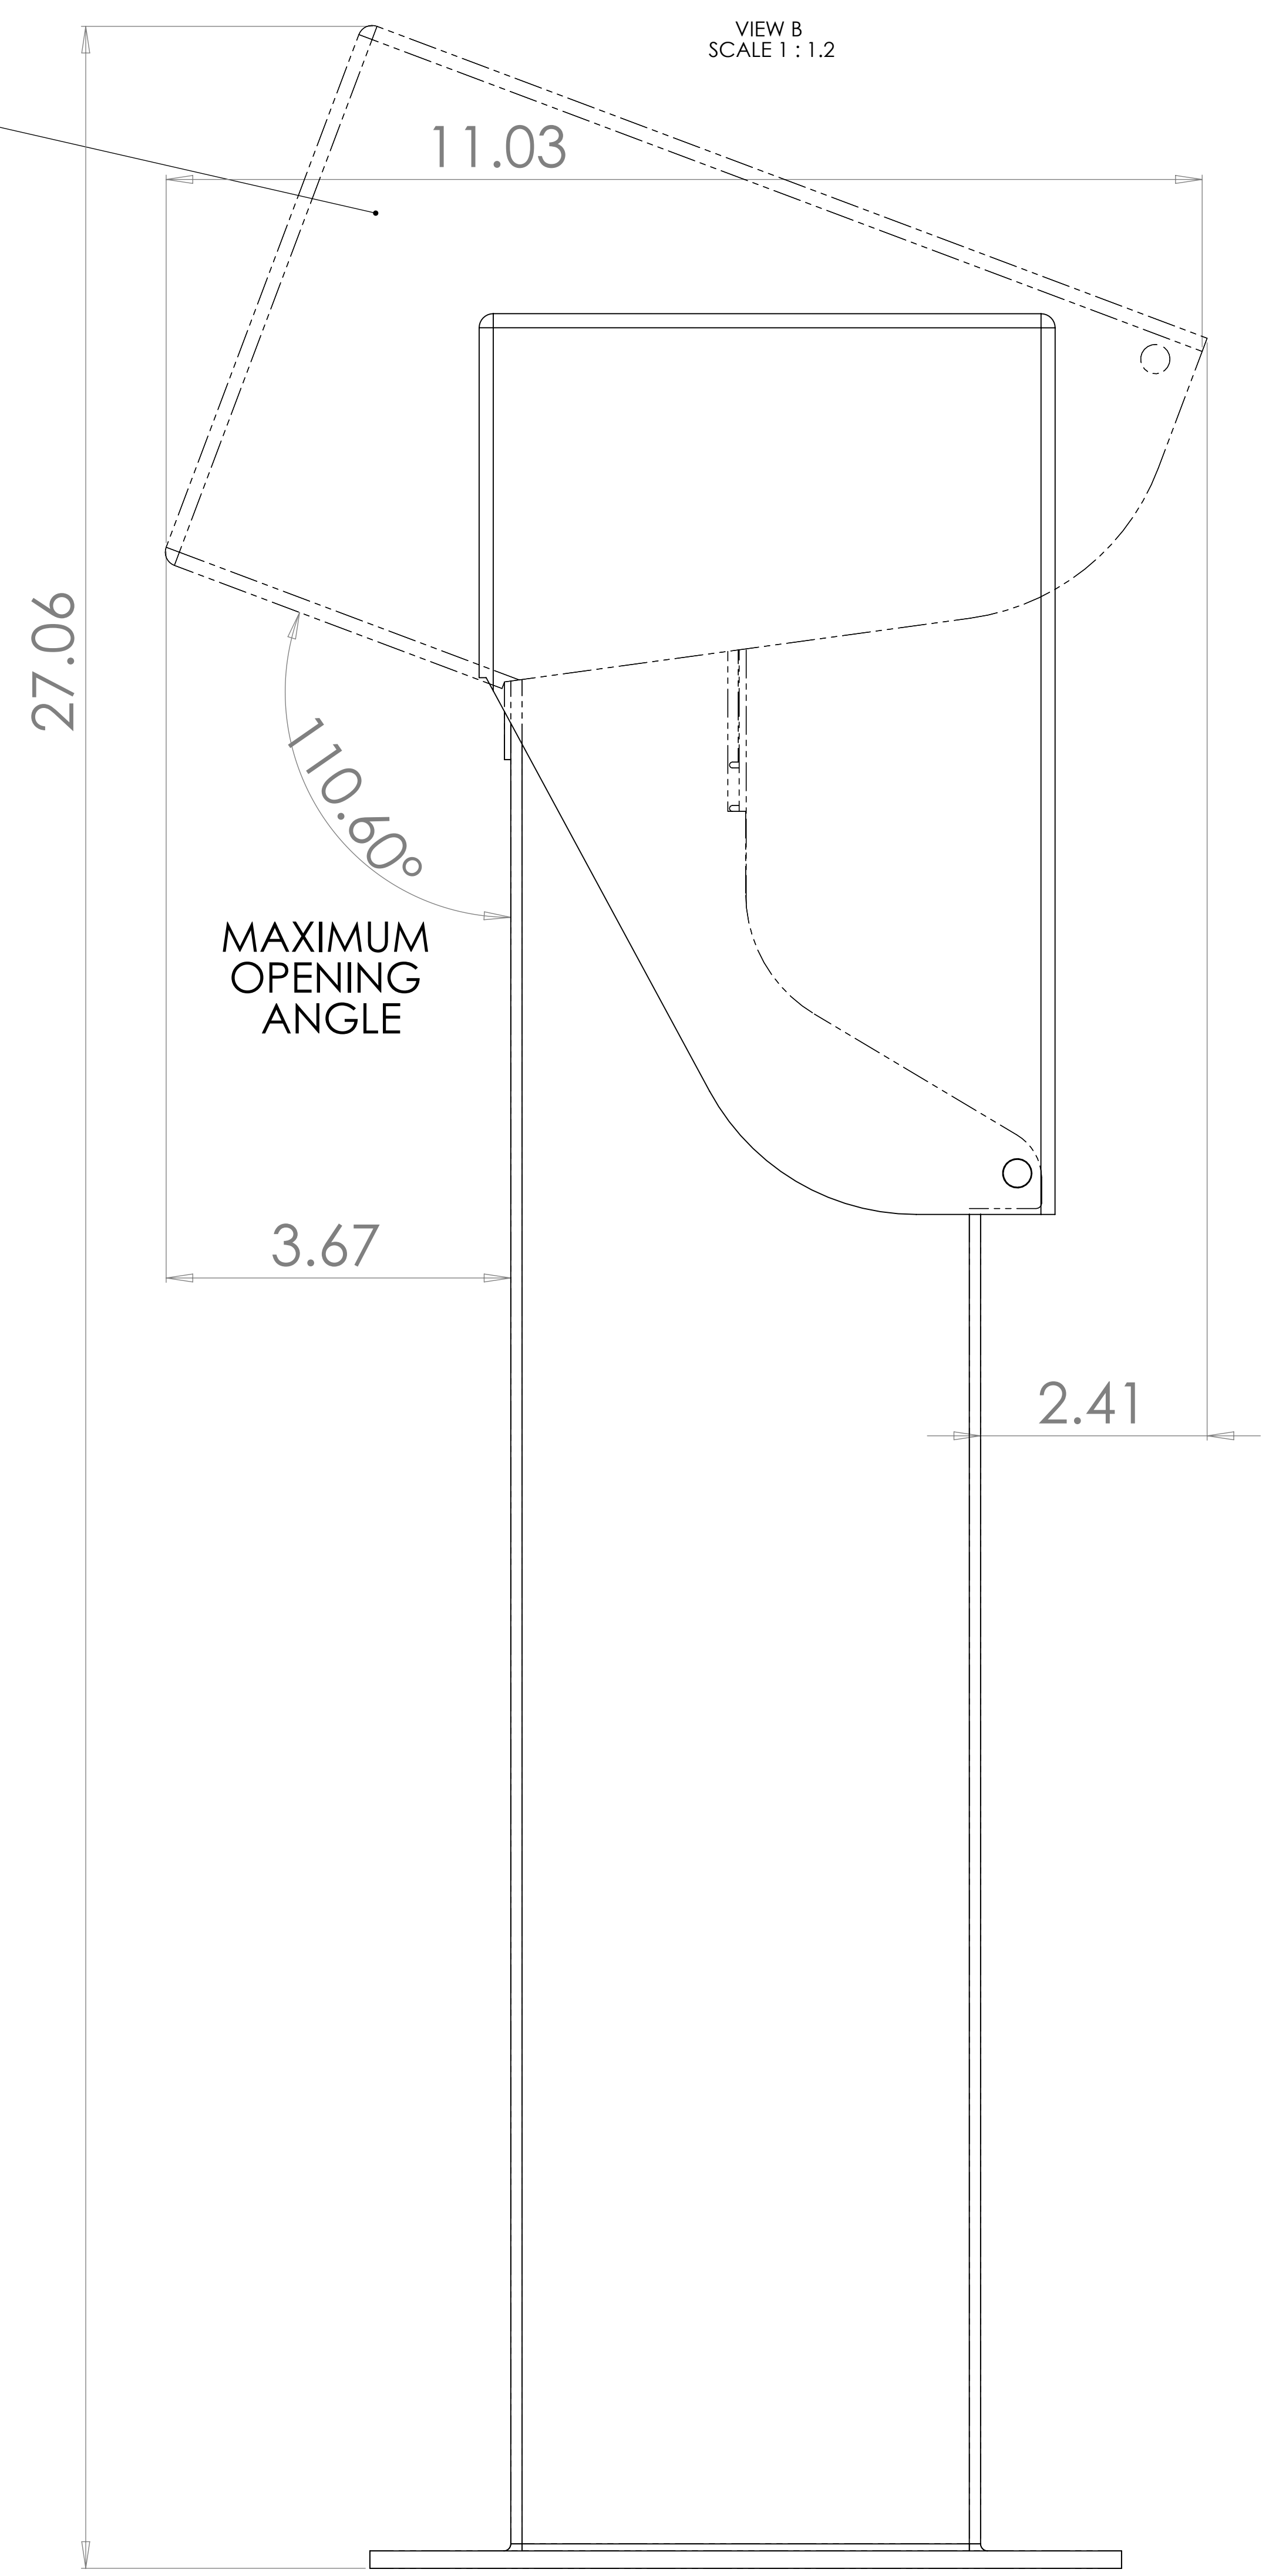 VIEW B
SCALE 1 : 1.2
11.03
27.06
110.60°
MAXIMUM
OPENING
ANGLE
3.67
2.41